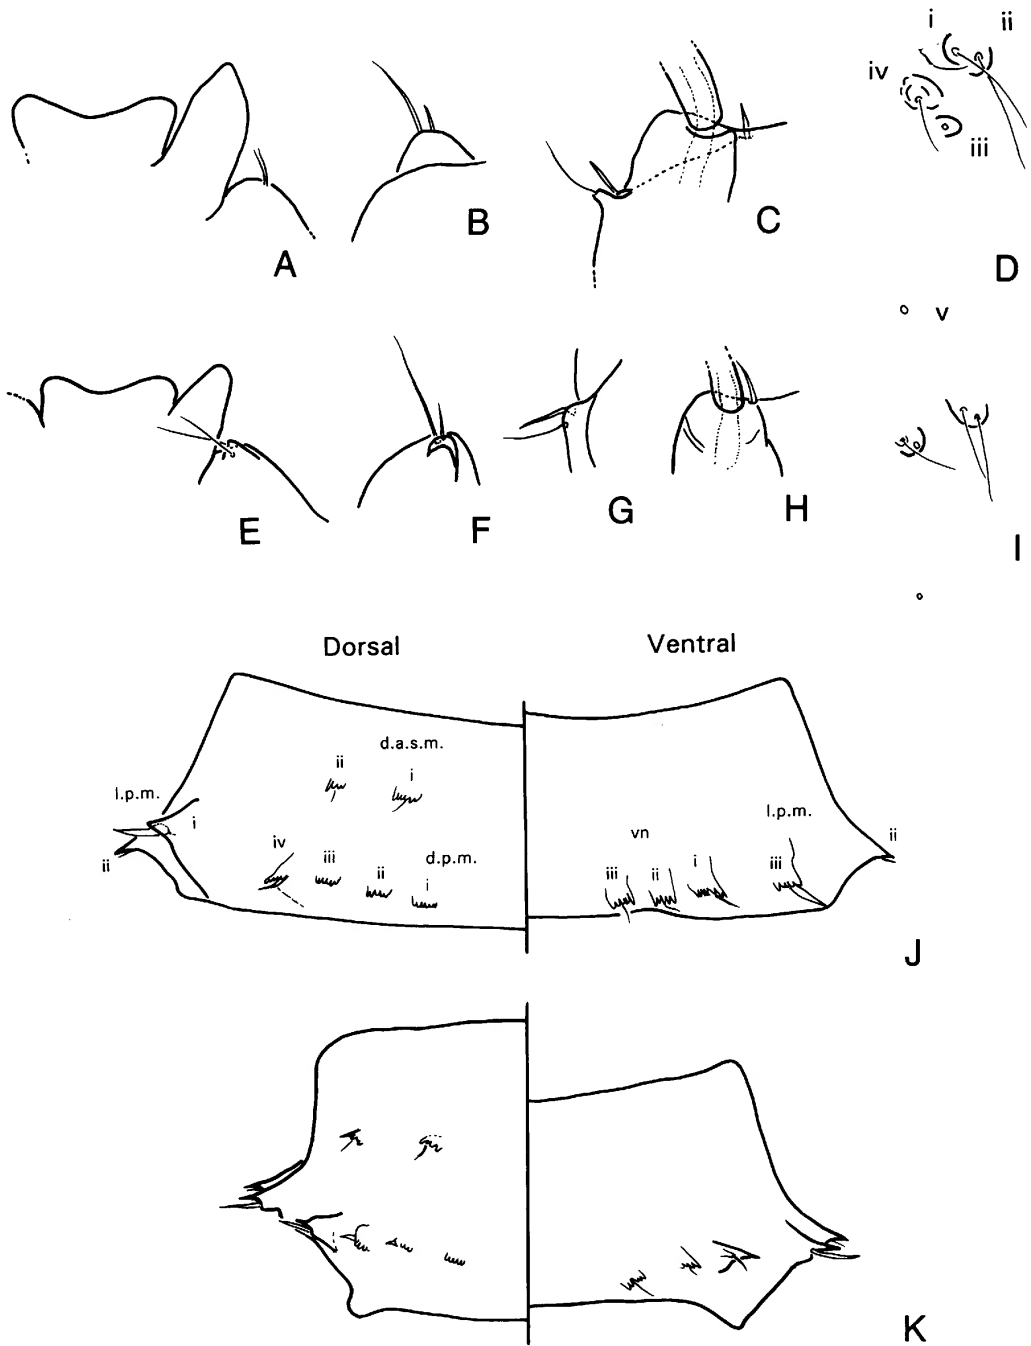 i ii
iv
iii
A B C D
v
E F G H I
Dorsal Ventral
d.a.s.m.
ii i
l.p.m.
i
ii
iv iii ii i
d.p.m.
vn
iii ii i
l.p.m.
iii
ii
J
K